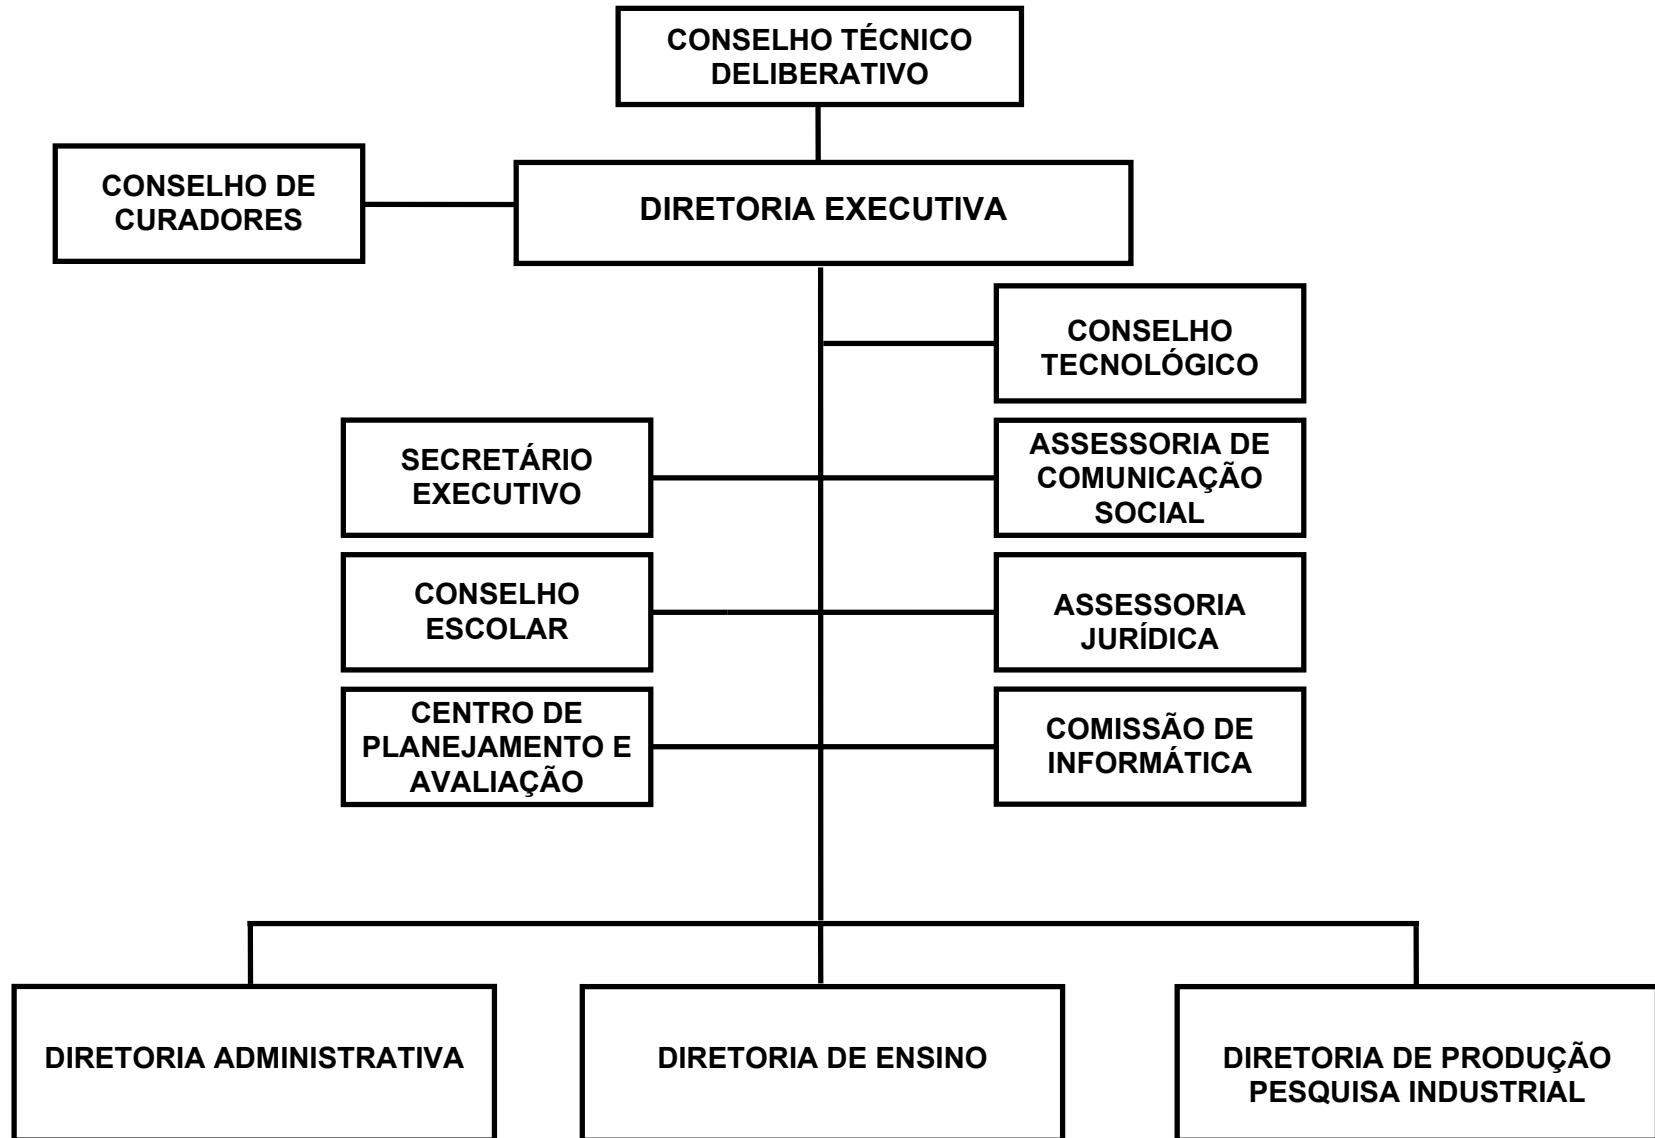 CONSELHO TÉCNICO
DELIBERATIVO
CONSELHO DE
CURADORES
DIRETORIA EXECUTIVA
CONSELHO
TECNOLÓGICO
SECRETÁRIO
EXECUTIVO
ASSESSORIA DE
COMUNICAÇÃO
SOCIAL
CONSELHO
ESCOLAR
ASSESSORIA
JURÍDICA
CENTRO DE
PLANEJAMENTO E
AVALIAÇÃO
COMISSÃO DE
INFORMÁTICA
DIRETORIA ADMINISTRATIVA
DIRETORIA DE ENSINO
DIRETORIA DE PRODUÇÃO
PESQUISA INDUSTRIAL